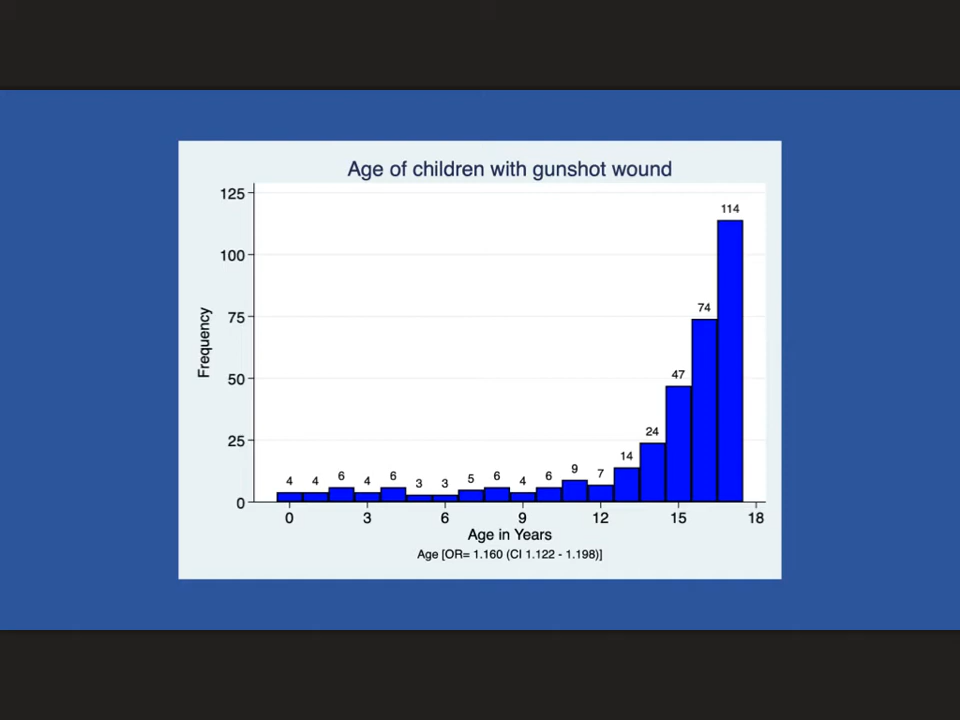 Age of children with gunshot wound
125
100
75
50
25
0
Frequency
4 4 6 4 6 3 3 5 6 4 6 9 7 14 24 47 74 114
0 3 6 9 12 15 18
Age in Years
Age [OR= 1.160 (CI 1.122 - 1.198)]